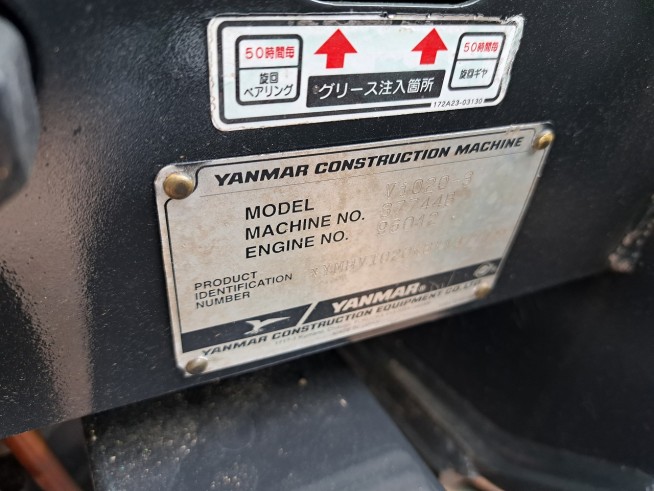 50時間毎
旋回
ベアリング
グリース注入箇所
50時間毎
旋回ギヤ
172A23-03130
YANMAR CONSTRUCTION MACHINE
MODEL
MACHINE NO.
ENGINE NO.
PRODUCT
IDENTIFICATION
NUMBER
YANMAR®
YANMAR CONSTRUCTION EQUIPMENT CO.,LTD.